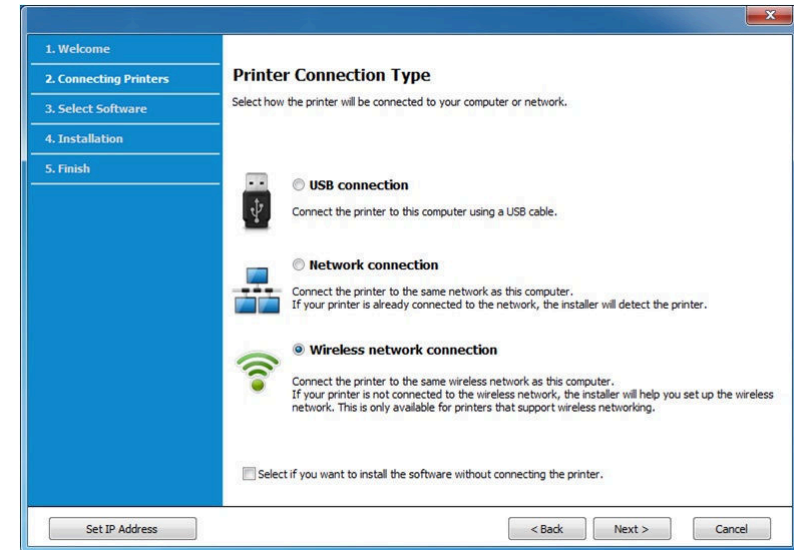 1. Welcome
2. Connecting Printers
3. Select Software
4. Installation
5. Finish
Printer Connection Type
Select how the printer will be connected to your computer or network.
USB connection
Connect the printer to this computer using a USB cable.
Network connection
Connect the printer to the same network as this computer.
If your printer is already connected to the network, the installer will detect the printer.
Wireless network connection
Connect the printer to the same wireless network as this computer.
If your printer is not connected to the wireless network, the installer will help you set up the wireless
network. This is only available for printers that support wireless networking.
Select if you want to install the software without connecting the printer.
Set IP Address
< Back
Next >
Cancel